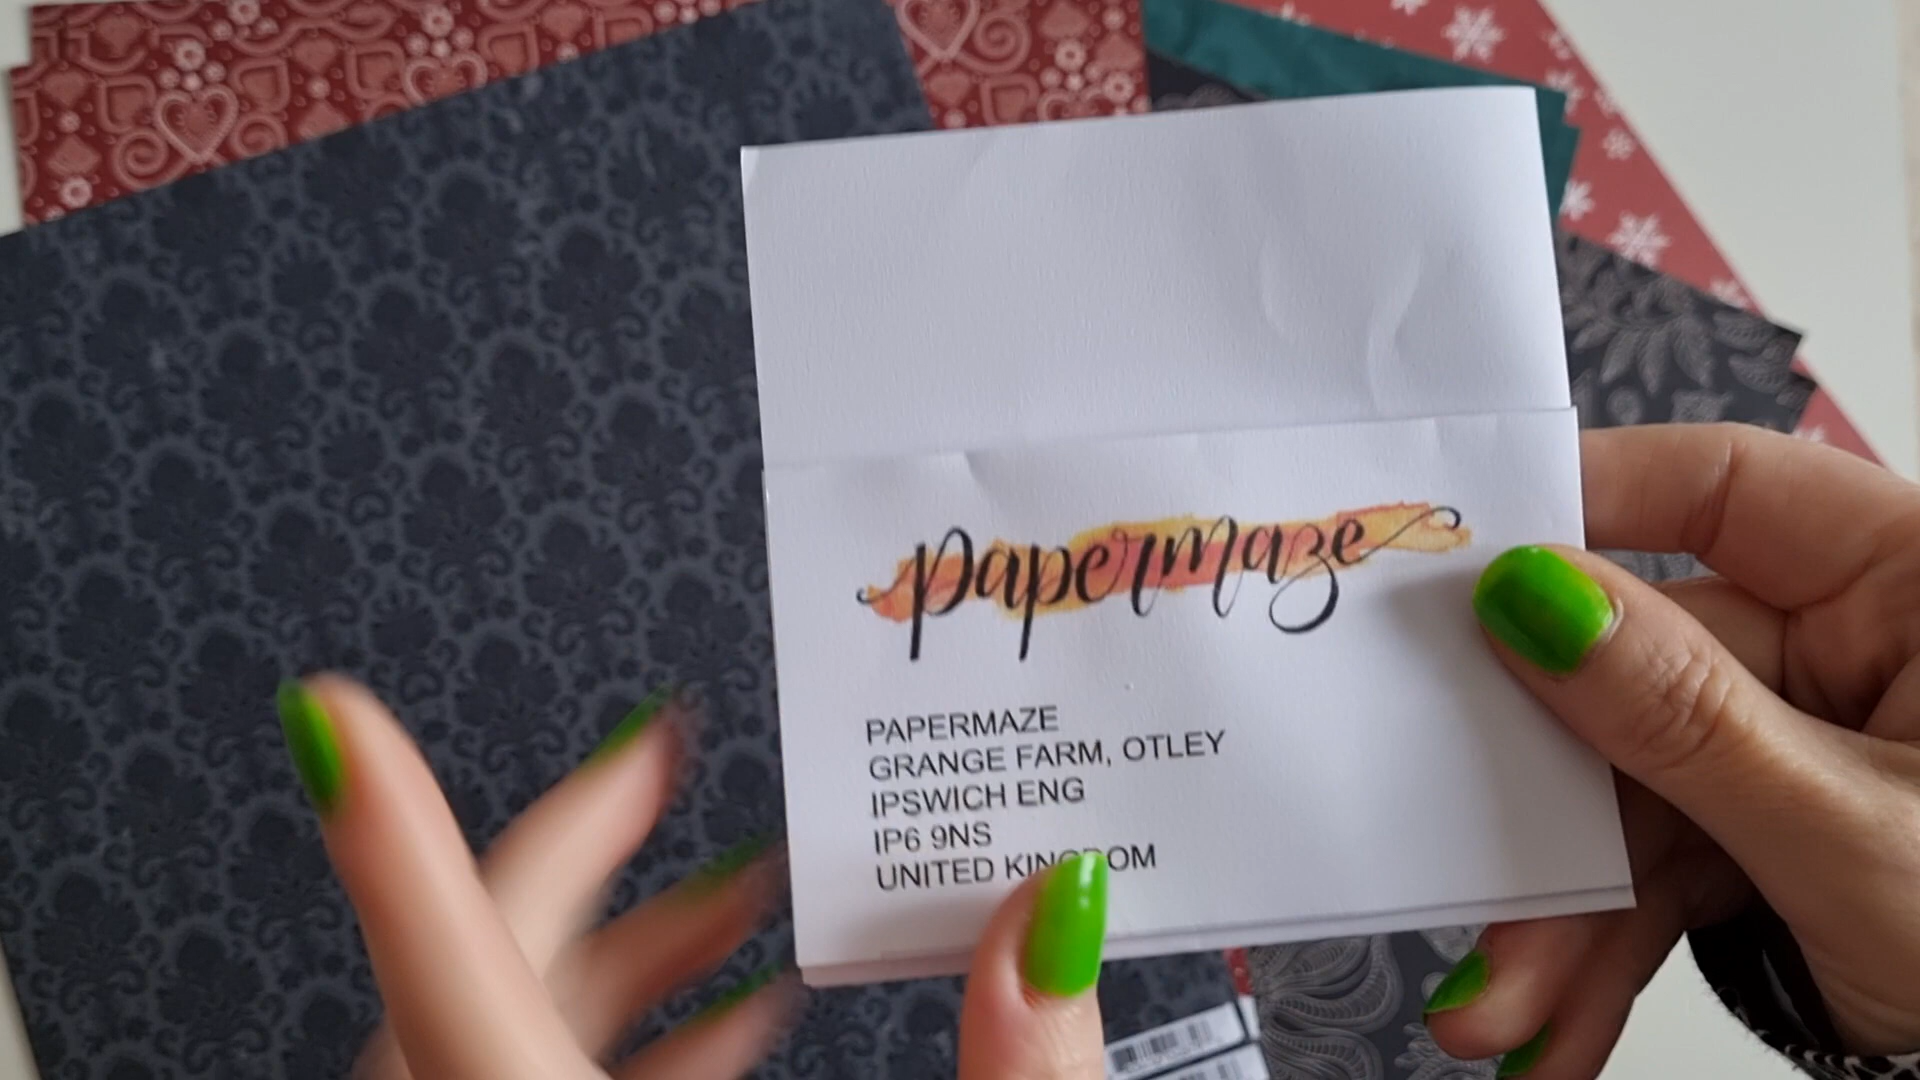 papermaze
PAPERMAZE
GRANGE FARM, OTLEY
IPSWICH ENG
IP6 9NS
UNITED KINGDOM